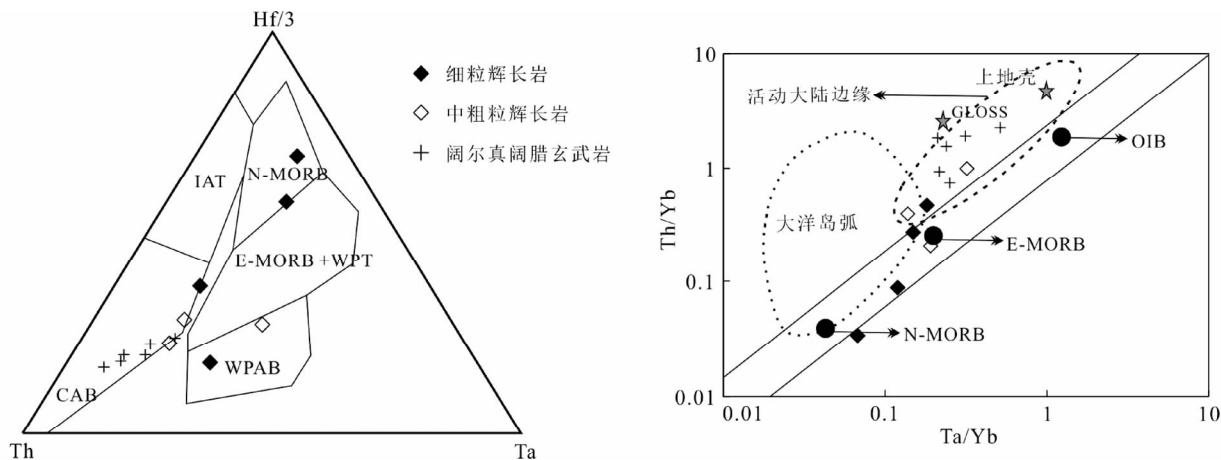 Hf/3
细粒辉长岩
中粗粒辉长岩
阔尔真阔腊玄武岩
IAT
N-MORB
E-MORB +WPT
WPAB
CAB
Th
Ta
10
1
0.1
0.01
Th/Yb
上地壳
活动大陆边缘
GLOSS
OIB
大洋岛弧
E-MORB
N-MORB
0.01
0.1
1
10
Ta/Yb